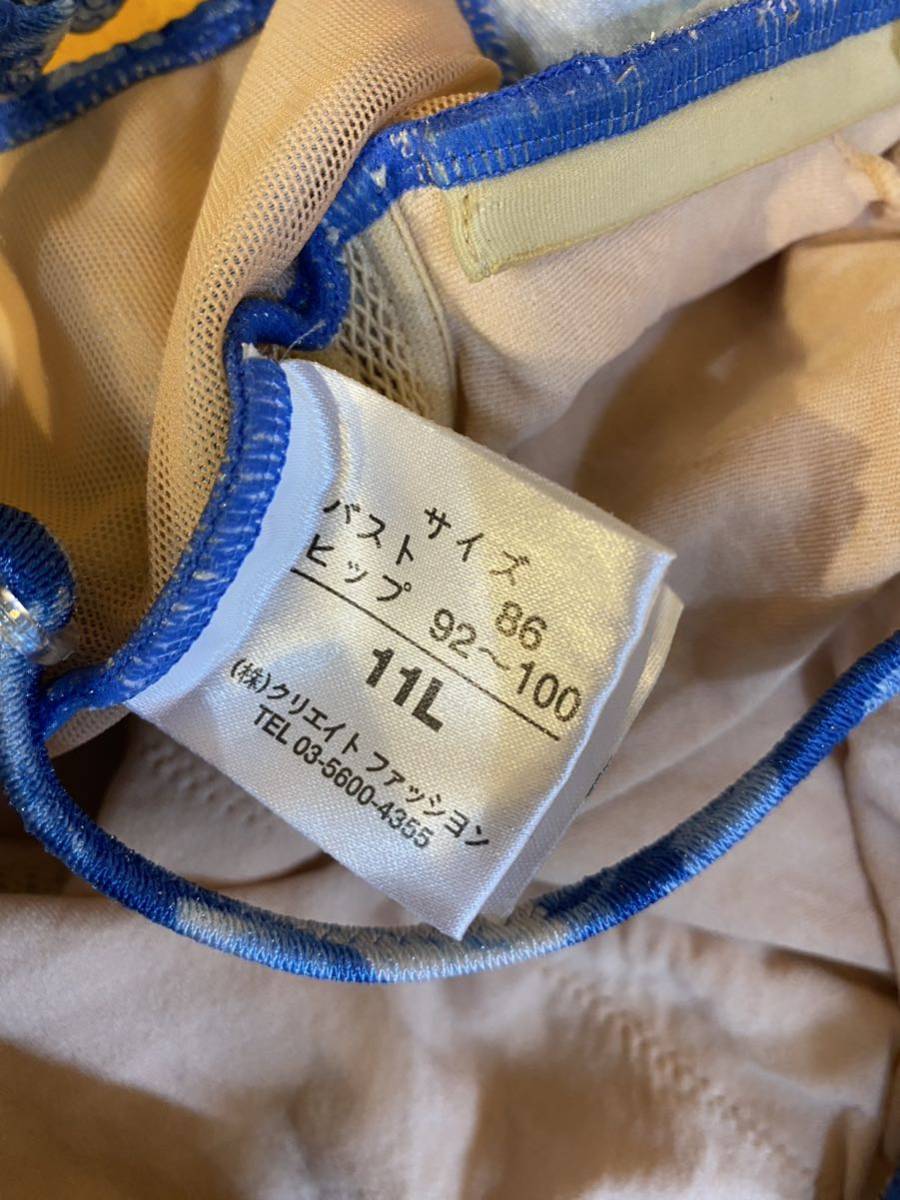 サイズ
バスト 86
ヒップ 92～100
11L
(株)クリエイト ファッション
TEL 03-5600-4355